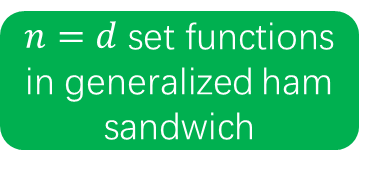 n = d set functions
in generalized ham
sandwich